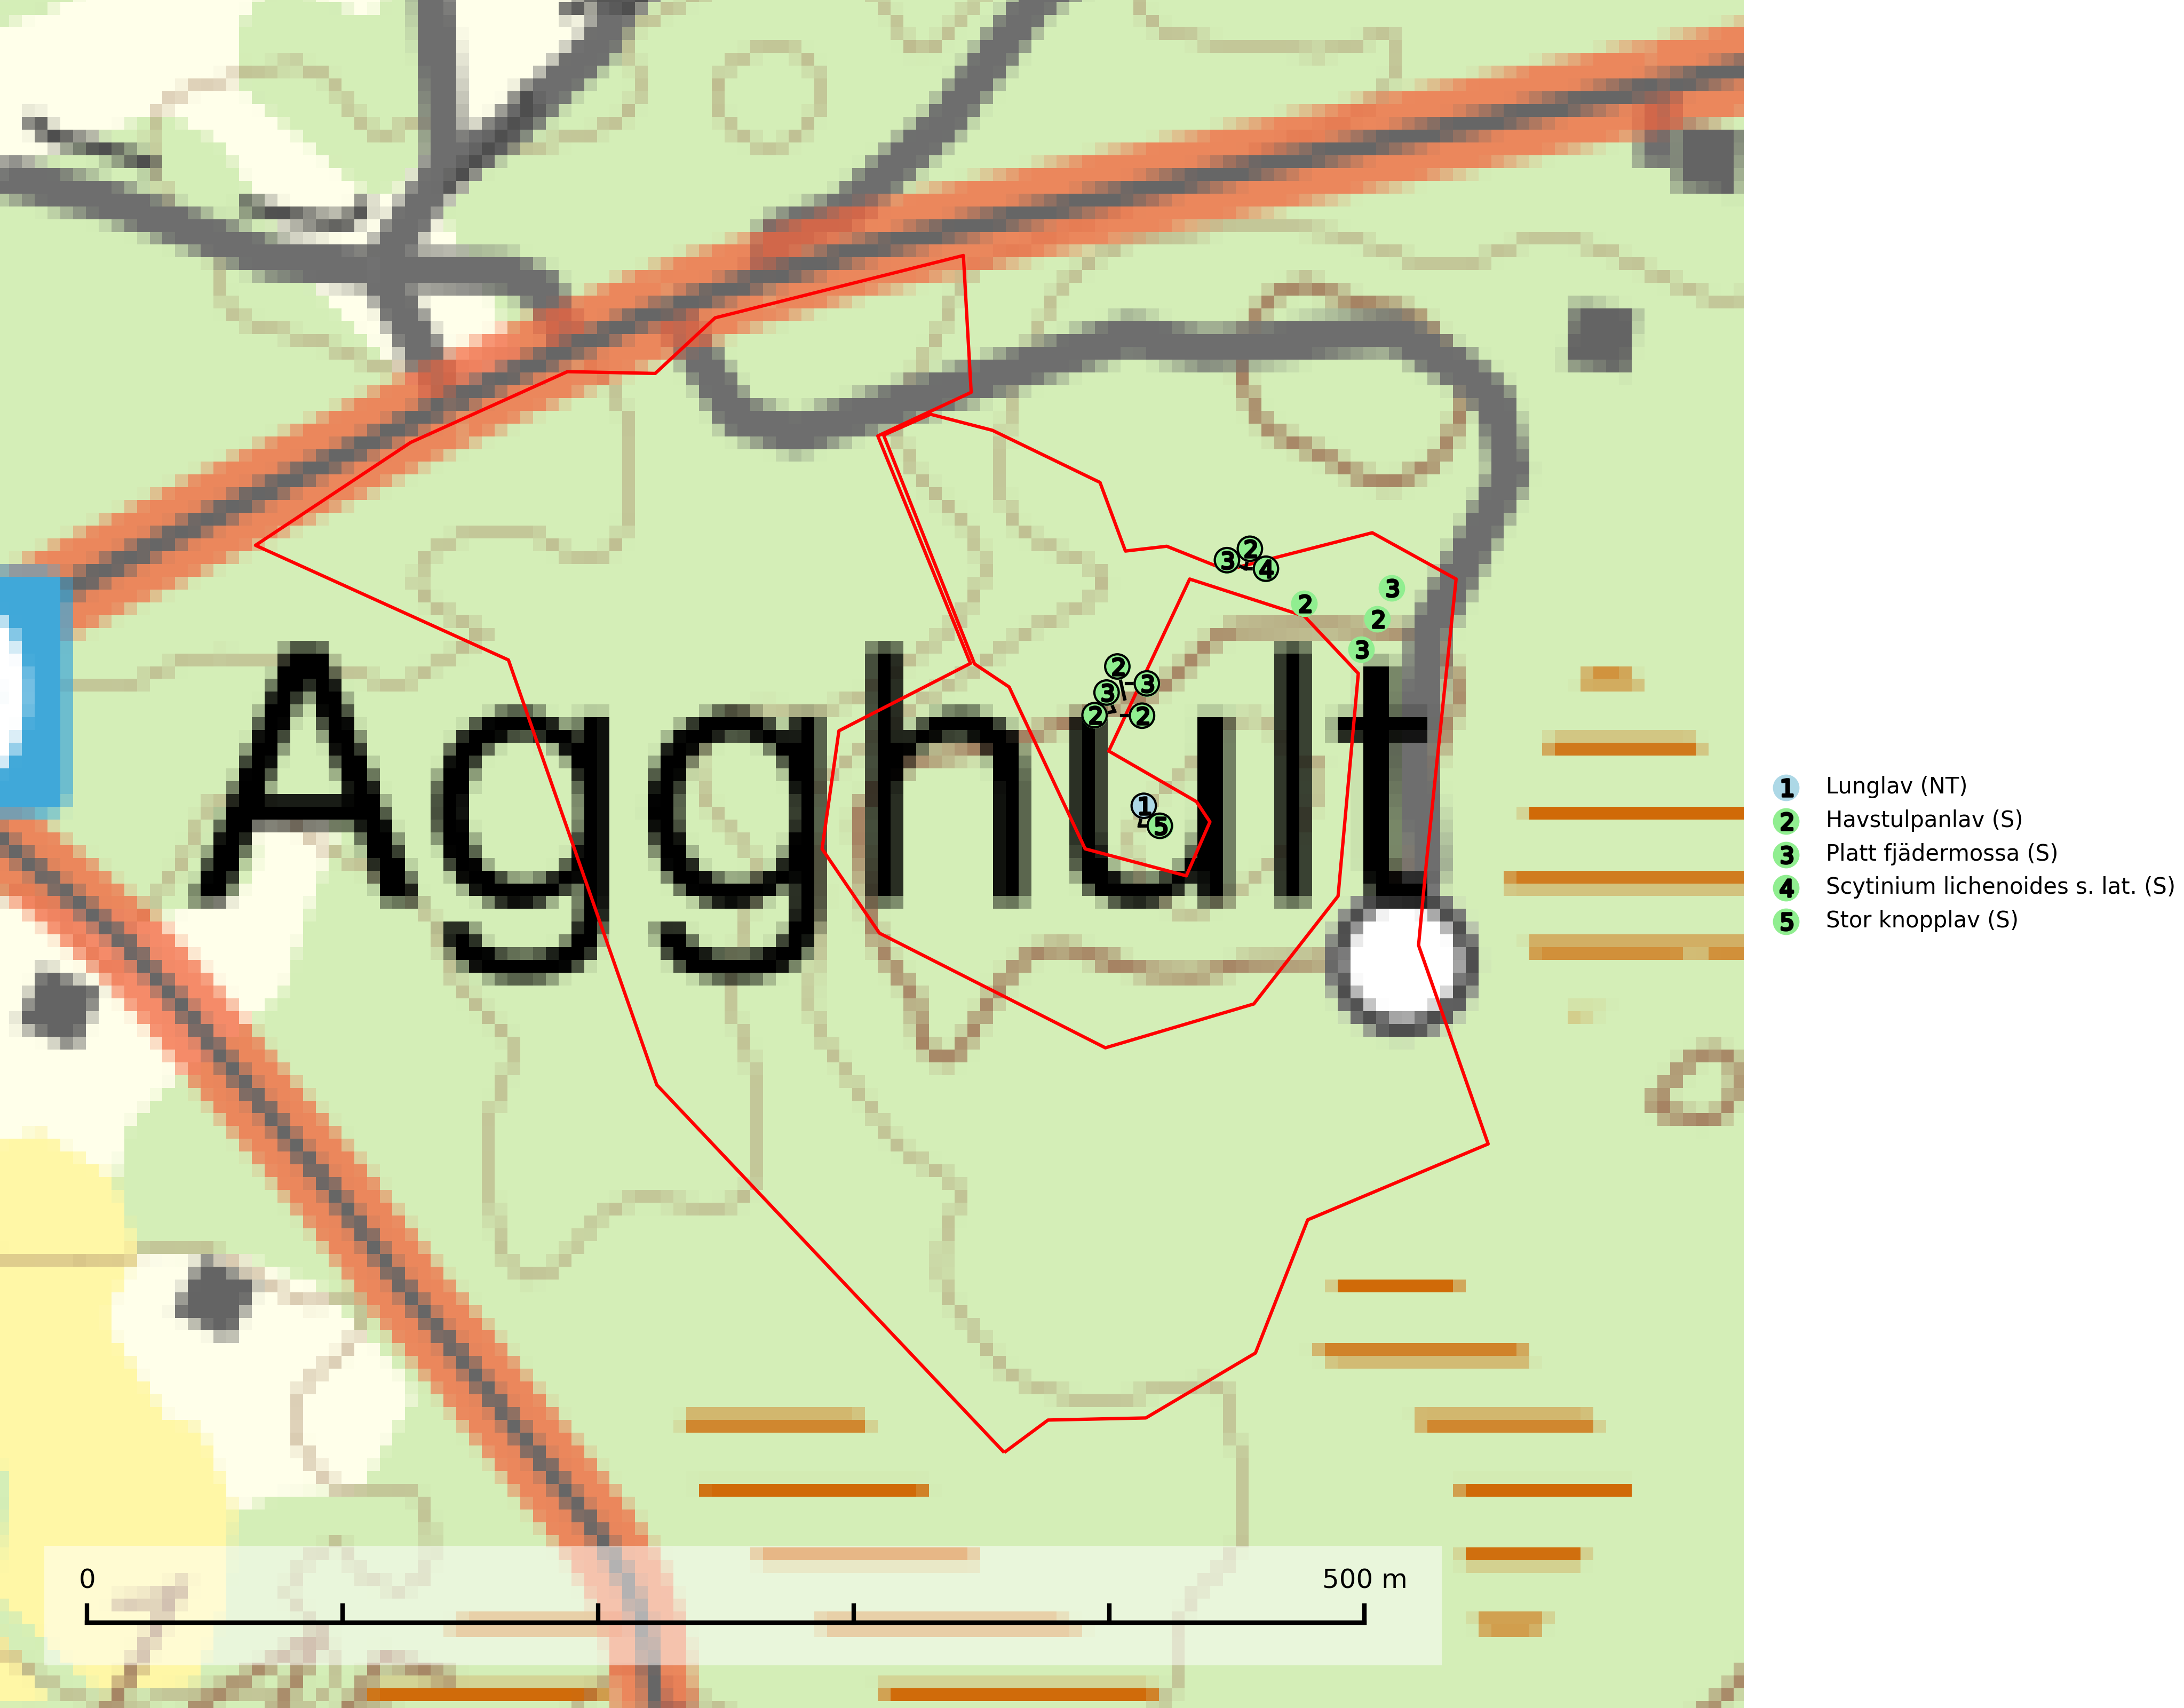 2
3
4
3
2
2
3
2
3
3
2
2
Agghult
1
5
1 Lunglav (NT)
2 Havstulpanlav (S)
3 Platt fjädermossa (S)
4 Scytinium lichenoides s. lat. (S)
5 Stor knopplav (S)
0 500 m